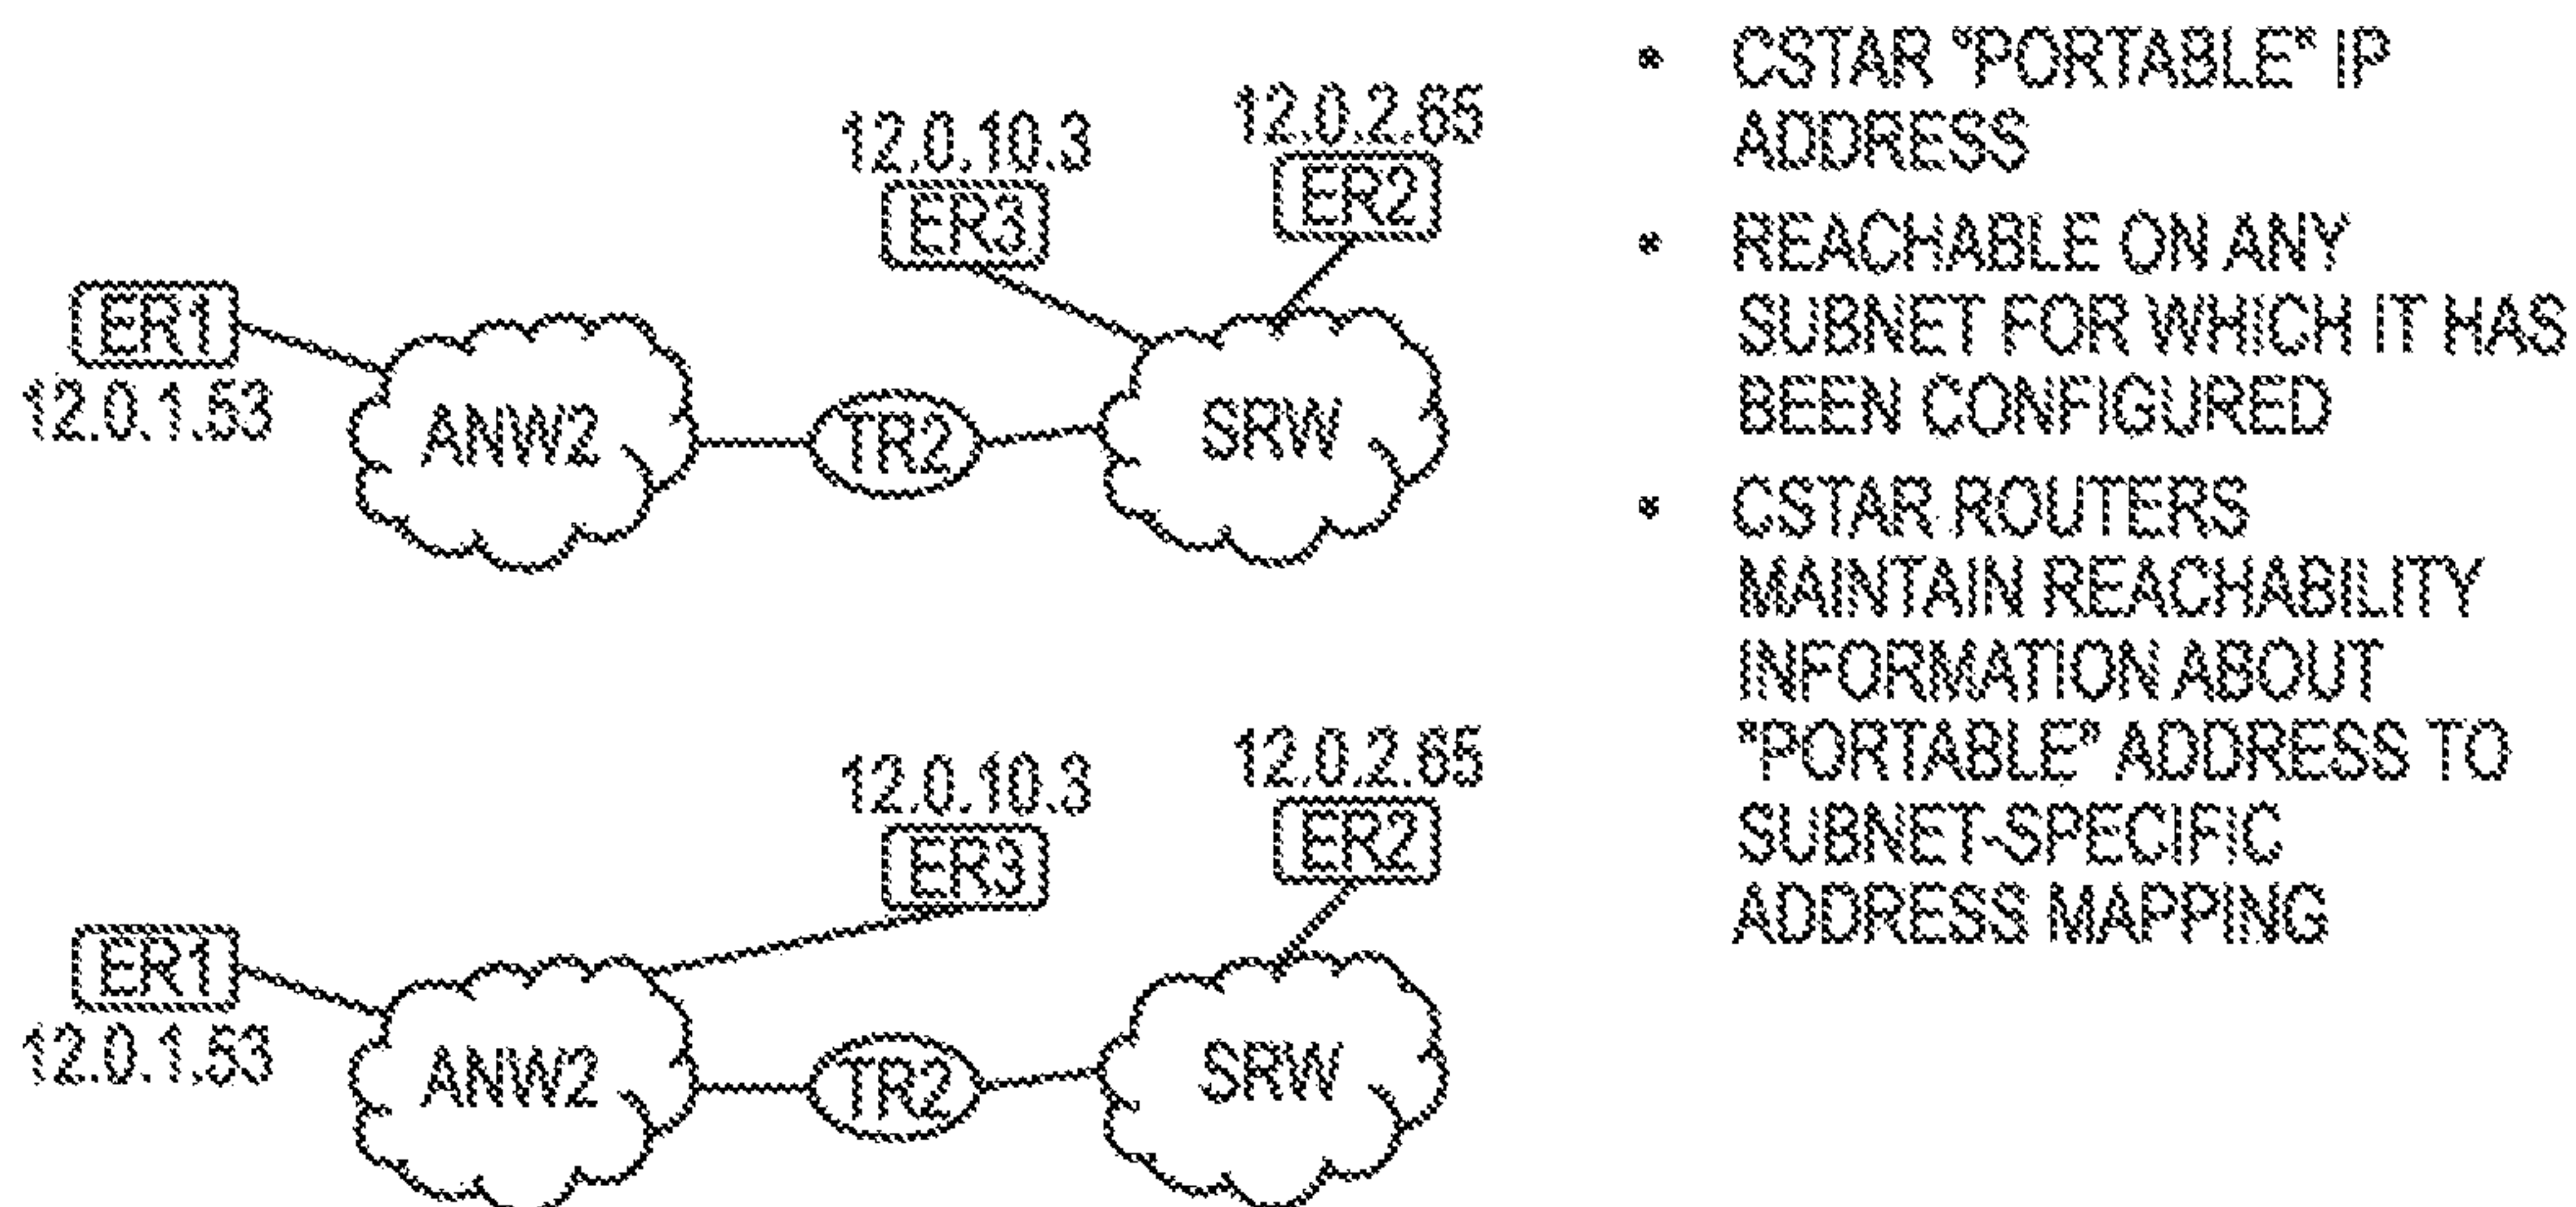 12.0.10.3
12.0.2.65
ER3
ER2
ER1
12.0.1.53
ANW2
TR2
SRW
12.0.10.3
12.0.2.65
ER3
ER2
ER1
12.0.1.53
ANW2
TR2
SRW
• CSTAR "PORTABLE" IP
ADDRESS
• REACHABLE ON ANY
SUBNET FOR WHICH IT HAS
BEEN CONFIGURED
• CSTAR ROUTERS
MAINTAIN REACHABILITY
INFORMATION ABOUT
"PORTABLE" ADDRESS TO
SUBNET-SPECIFIC
ADDRESS MAPPING